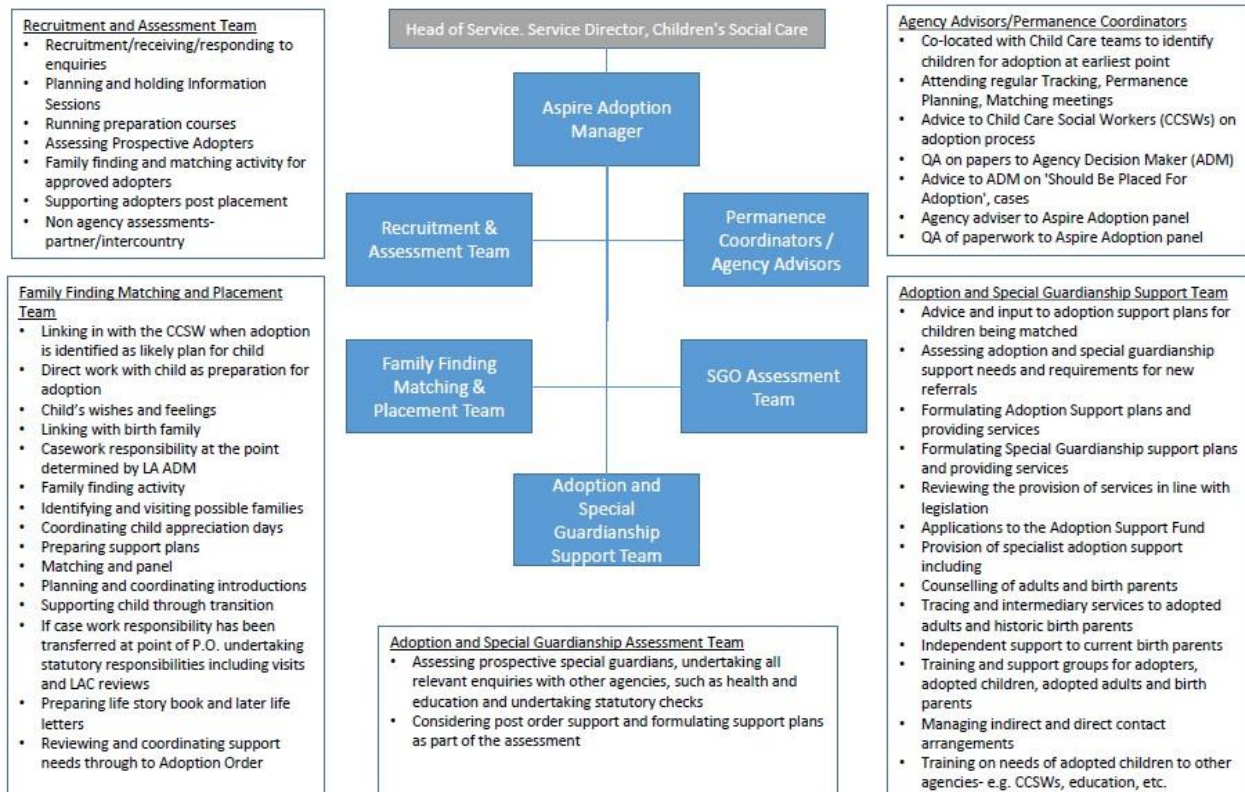 Recruitment and Assessment Team
• Recruitment/receiving/responding to
enquiries
• Planning and holding Information
Sessions
• Running preparation courses
• Assessing Prospective Adopters
• Family finding and matching activity for
approved adopters
• Supporting adopters post placement
• Non agency assessments-
partner/intercountry
Family Finding Matching and Placement
Team
• Linking in with the CCSW when adoption
is identified as likely plan for child
• Direct work with child as preparation for
adoption
• Child's wishes and feelings
• Linking with birth family
• Casework responsibility at the point
determined by LA ADM
• Family finding activity
• Identifying and visiting possible families
• Coordinating child appreciation days
• Preparing support plans
• Matching and panel
• Planning and coordinating introductions
• Supporting child through transition
• If case work responsibility has been
transferred at point of P.O. undertaking
statutory responsibilities including visits
and LAC reviews
• Preparing life story book and later life
letters
• Reviewing and coordinating support
needs through to Adoption Order
Head of Service. Service Director, Children's Social Care
Aspire Adoption
Manager
Recruitment &
Assessment Team
Permanence
Coordinators /
Agency Advisors
Family Finding
Matching &
Placement Team
SGO Assessment
Team
Adoption and
Special
Guardianship
Support Team
Adoption and Special Guardianship Assessment Team
• Assessing prospective special guardians, undertaking all
relevant enquiries with other agencies, such as health and
education and undertaking statutory checks
• Considering post order support and formulating support plans
as part of the assessment
Agency Advisors/Permanence Coordinators
• Co-located with Child Care teams to identify
children for adoption at earliest point
• Attending regular Tracking, Permanence
Planning, Matching meetings
• Advice to Child Care Social Workers (CCSWs) on
adoption process
• QA on papers to Agency Decision Maker (ADM)
• Advice to ADM on 'Should Be Placed For
Adoption', cases
• Agency adviser to Aspire Adoption panel
• QA of paperwork to Aspire Adoption panel
Adoption and Special Guardianship Support Team
• Advice and input to adoption support plans for
children being matched
• Assessing adoption and special guardianship
support needs and requirements for new
referrals
• Formulating Adoption Support plans and
providing services
• Formulating Special Guardianship support plans
and providing services
• Reviewing the provision of services in line with
legislation
• Applications to the Adoption Support Fund
• Provision of specialist adoption support
including
• Counselling of adults and birth parents
• Tracing and intermediary services to adopted
adults and historic birth parents
• Independent support to current birth parents
• Training and support groups for adopters,
adopted children, adopted adults and birth
parents
• Managing indirect and direct contact
arrangements
• Training on needs of adopted children to other
agencies- e.g. CCSWs, education, etc.